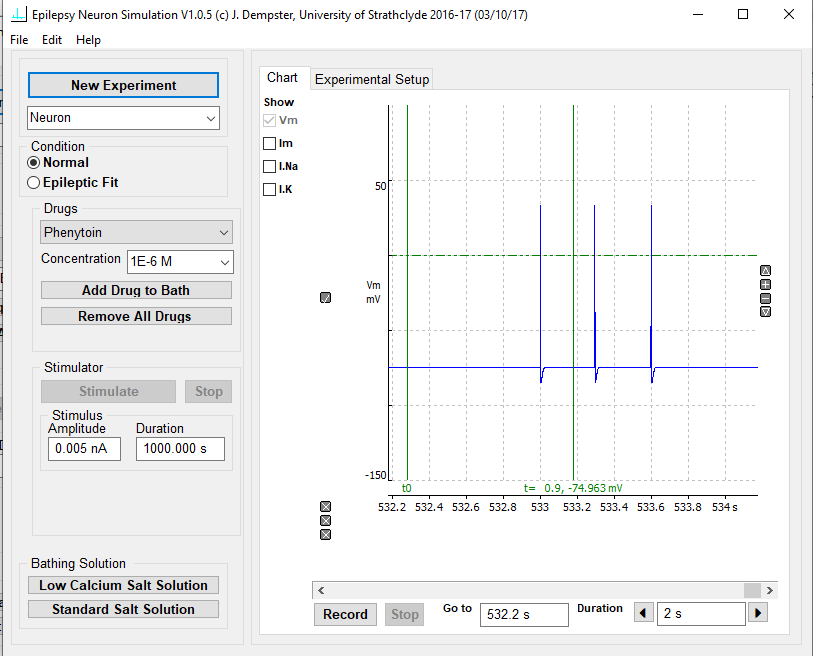 Epilepsy Neuron Simulation V1.0.5 (c) J. Dempster, University of Strathclyde 2016-17 (03/10/17)
File Edit Help
New Experiment
Neuron
Condition
Normal
Epileptic Fit
Drugs
Phenytoin
Concentration 1E-6 M
Add Drug to Bath
Remove All Drugs
Stimulator
Stimulate Stop
Stimulus
Amplitude Duration
0.005 nA 1000.000 s
Bathing Solution
Low Calcium Salt Solution
Standard Salt Solution
Chart Experimental Setup
Show
Vm
Im
I.Na
I.K
50
Vm
mV
-150
t0 t= 0.9, -74.963 mV
532.2 532.4 532.6 532.8 533 533.2 533.4 533.6 533.8 534 s
Record Stop Go to 532.2 s Duration 2 s